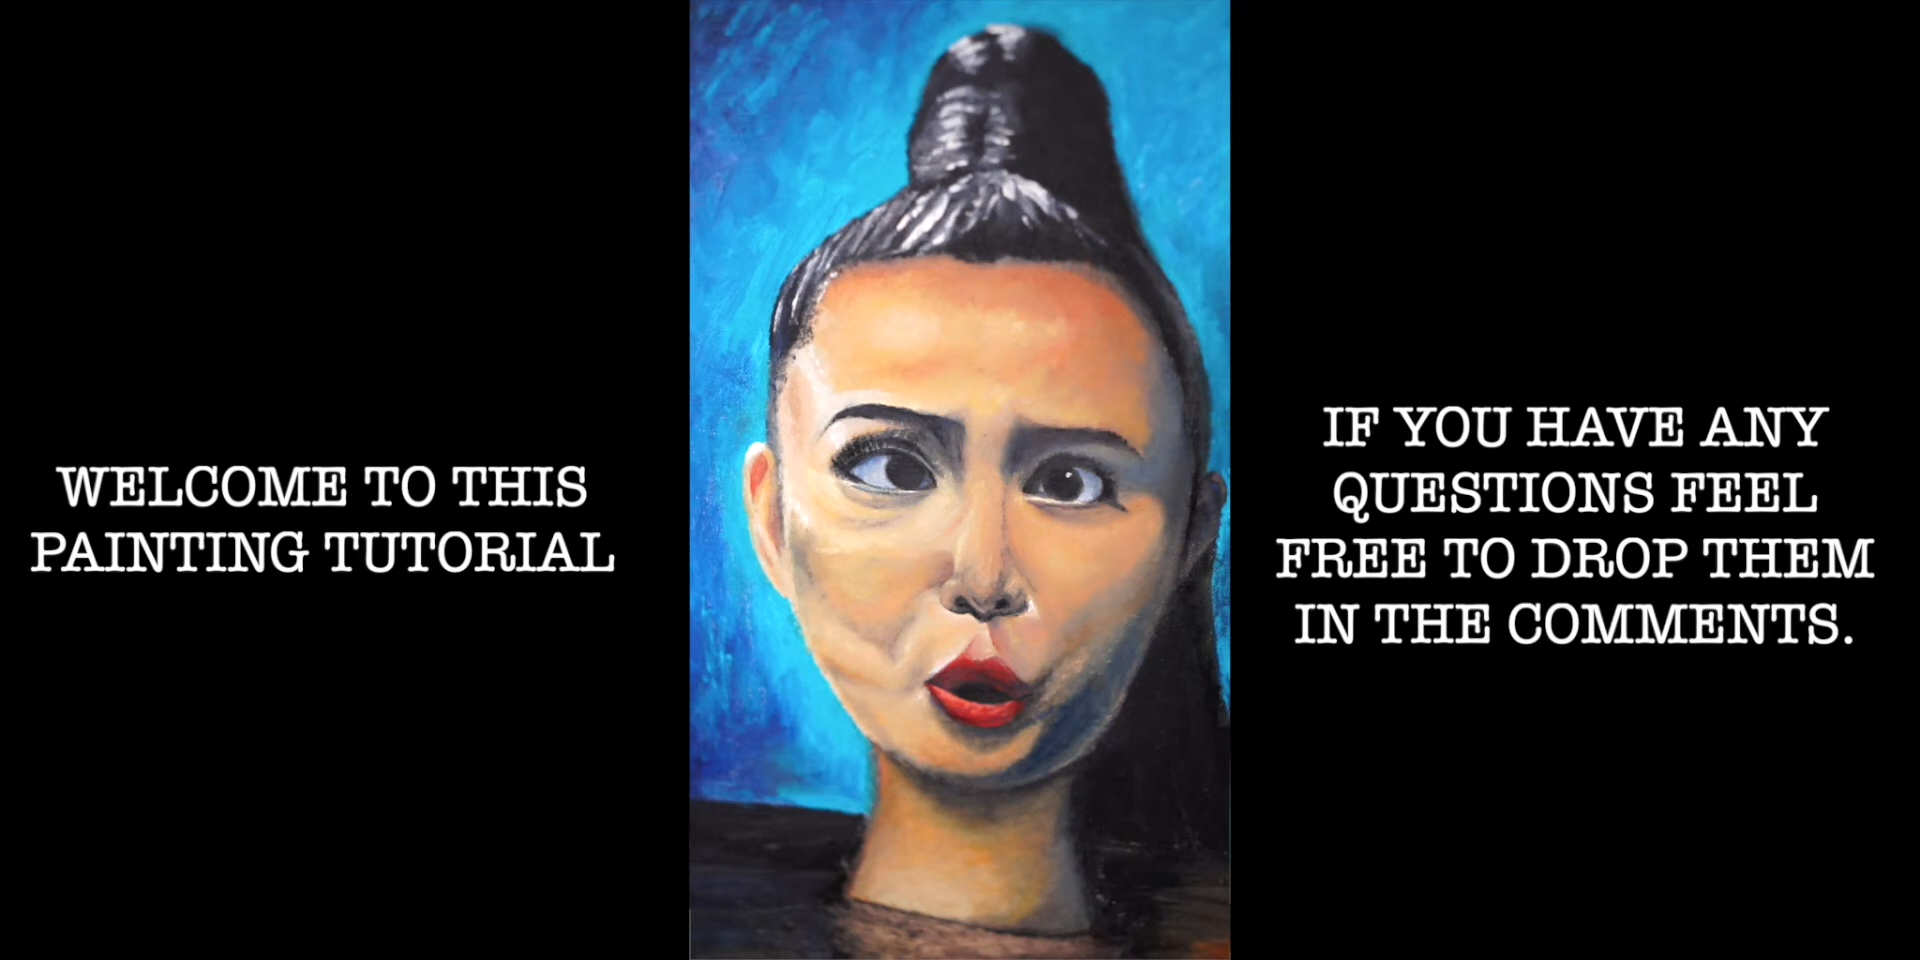 WELCOME TO THIS
PAINTING TUTORIAL
IF YOU HAVE ANY
QUESTIONS FEEL
FREE TO DROP THEM
IN THE COMMENTS.